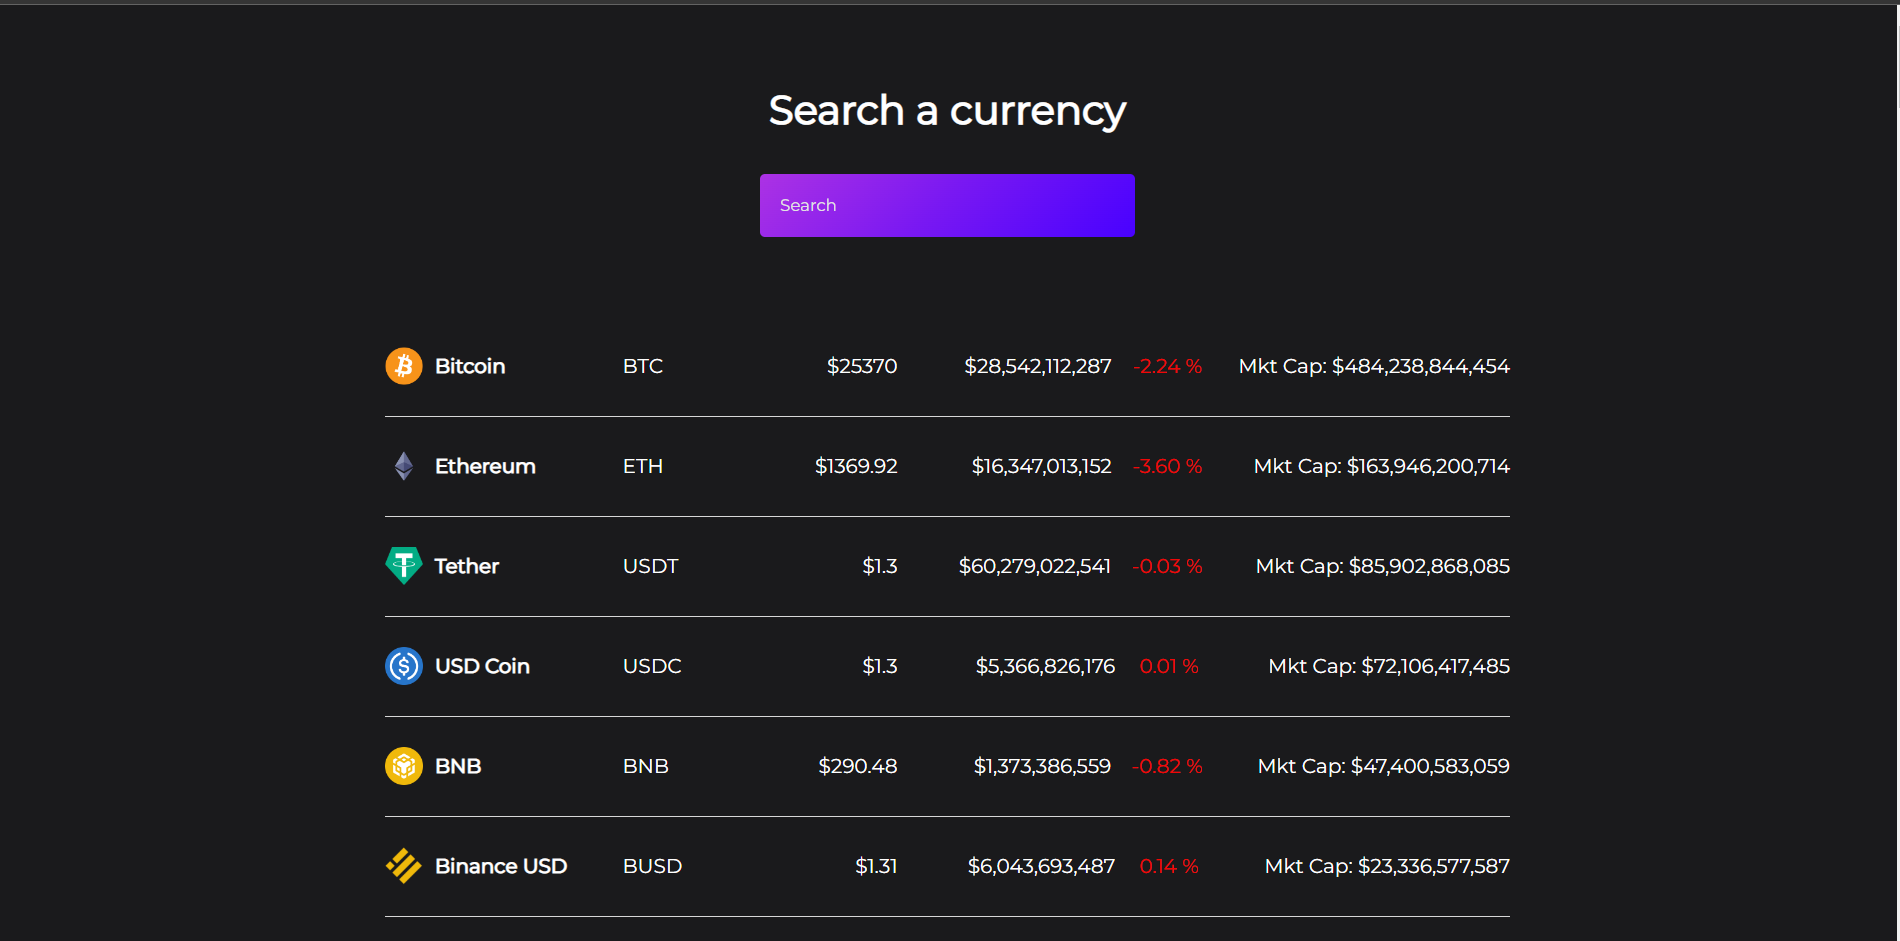 Search a currency
Search
Bitcoin BTC $25370 $28,542,112,287 -2.24 % Mkt Cap: $484,238,844,454
Ethereum ETH $1369.92 $16,347,013,152 -3.60 % Mkt Cap: $163,946,200,714
Tether USDT $1.3 $60,279,022,541 -0.03 % Mkt Cap: $85,902,868,085
USD Coin USDC $1.3 $5,366,826,176 0.01 % Mkt Cap: $72,106,417,485
BNB BNB $290.48 $1,373,386,559 -0.82 % Mkt Cap: $47,400,583,059
Binance USD BUSD $1.31 $6,043,693,487 0.14 % Mkt Cap: $23,336,577,587